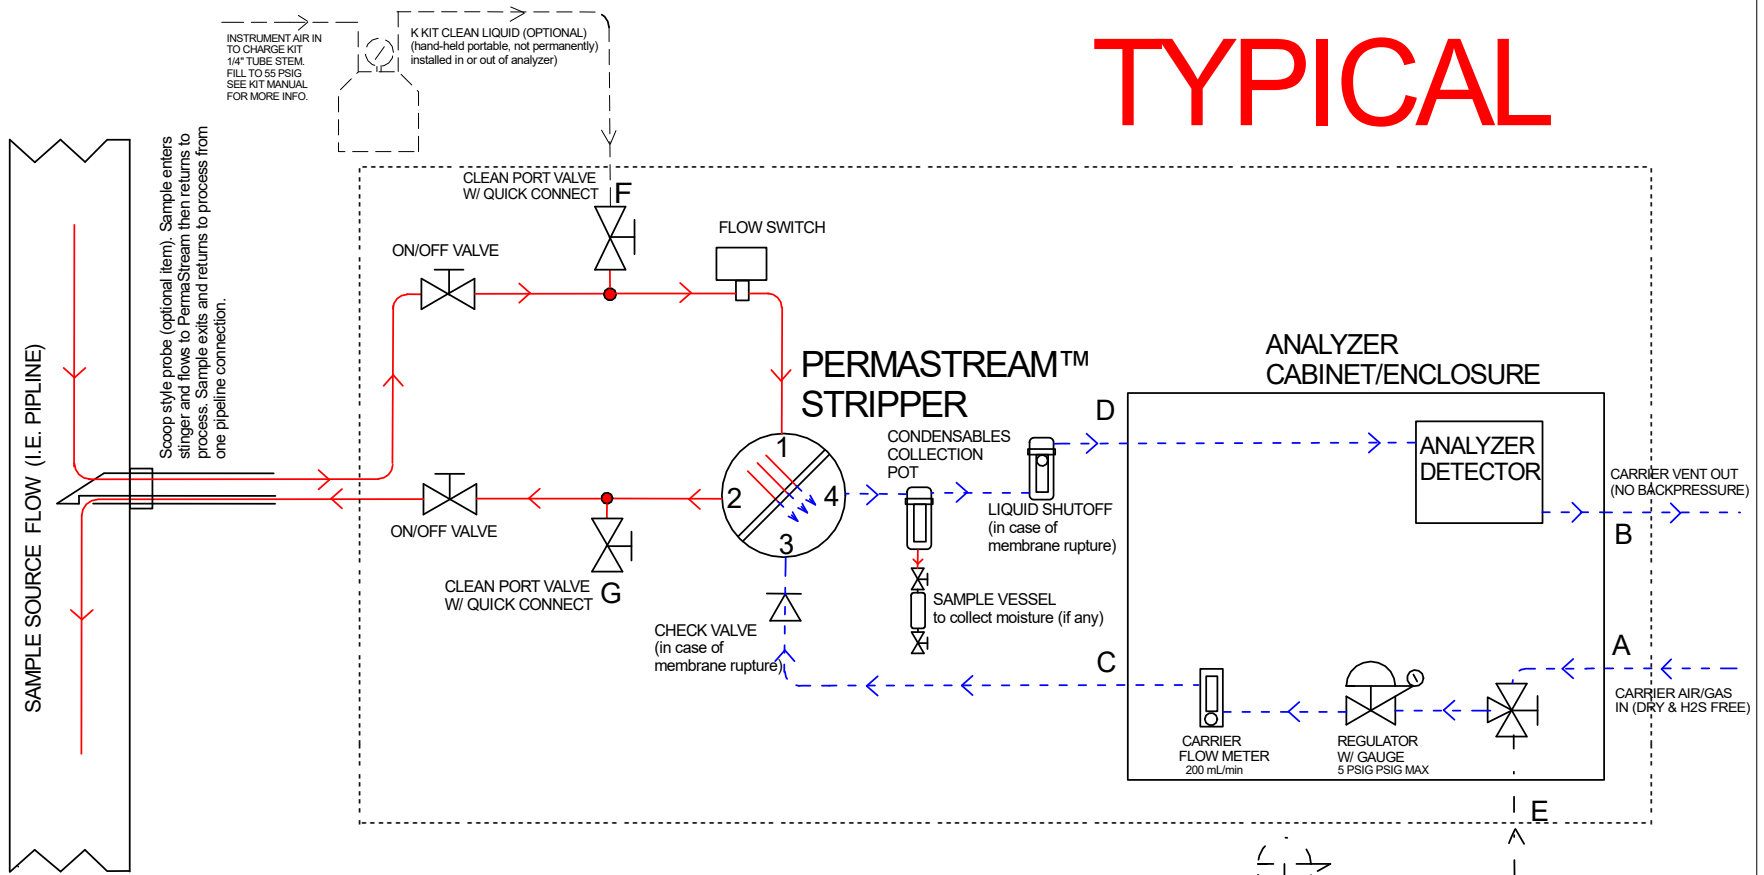 TYPICAL
INSTRUMENT AIR IN
TO CHARGE KIT
1/4" TUBE STEM.
FILL TO 55 PSIG
SEE KIT MANUAL
FOR MORE INFO.
K KIT CLEAN LIQUID (OPTIONAL)
(hand-held portable, not permanently)
installed in or out of analyzer)
Scoop style probe (optional item). Sample enters
stinger and flows to PermaStream then returns to
process. Sample exits and returns to process from
one pipeline connection.
SAMPLE SOURCE FLOW (I.E. PIPLINE)
CLEAN PORT VALVE
W/ QUICK CONNECT
F
ON/OFF VALVE
FLOW SWITCH
PERMASTREAM™
STRIPPER
1
2
4
3
ON/OFF VALVE
CLEAN PORT VALVE
W/ QUICK CONNECT
G
CONDENSABLES
COLLECTION
POT
LIQUID SHUTOFF
(in case of
membrane rupture)
SAMPLE VESSEL
to collect moisture (if any)
CHECK VALVE
(in case of
membrane rupture)
ANALYZER
CABINET/ENCLOSURE
D
ANALYZER
DETECTOR
CARRIER VENT OUT
(NO BACKPRESSURE)
B
A
CARRIER AIR/GAS
IN (DRY & H2S FREE)
C
CARRIER
FLOW METER
200 mL/min
REGULATOR
W/ GAUGE
5 PSIG PSIG MAX
E